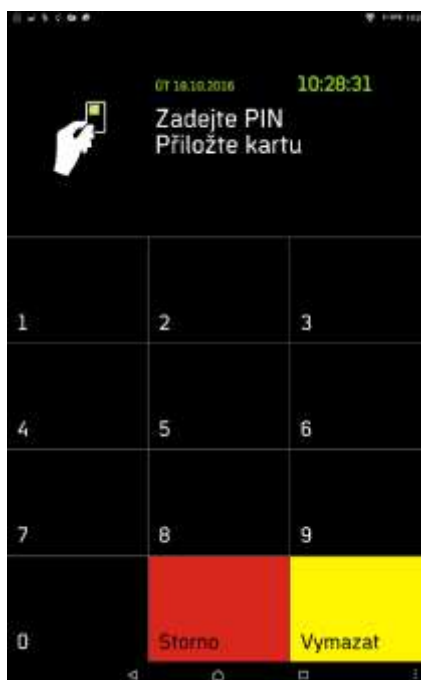 ÚT 18.10.2016 10:28:31
Zadejte PIN
Přiložte kartu
1 2 3
4 5 6
7 8 9
0 Storno Vymazat